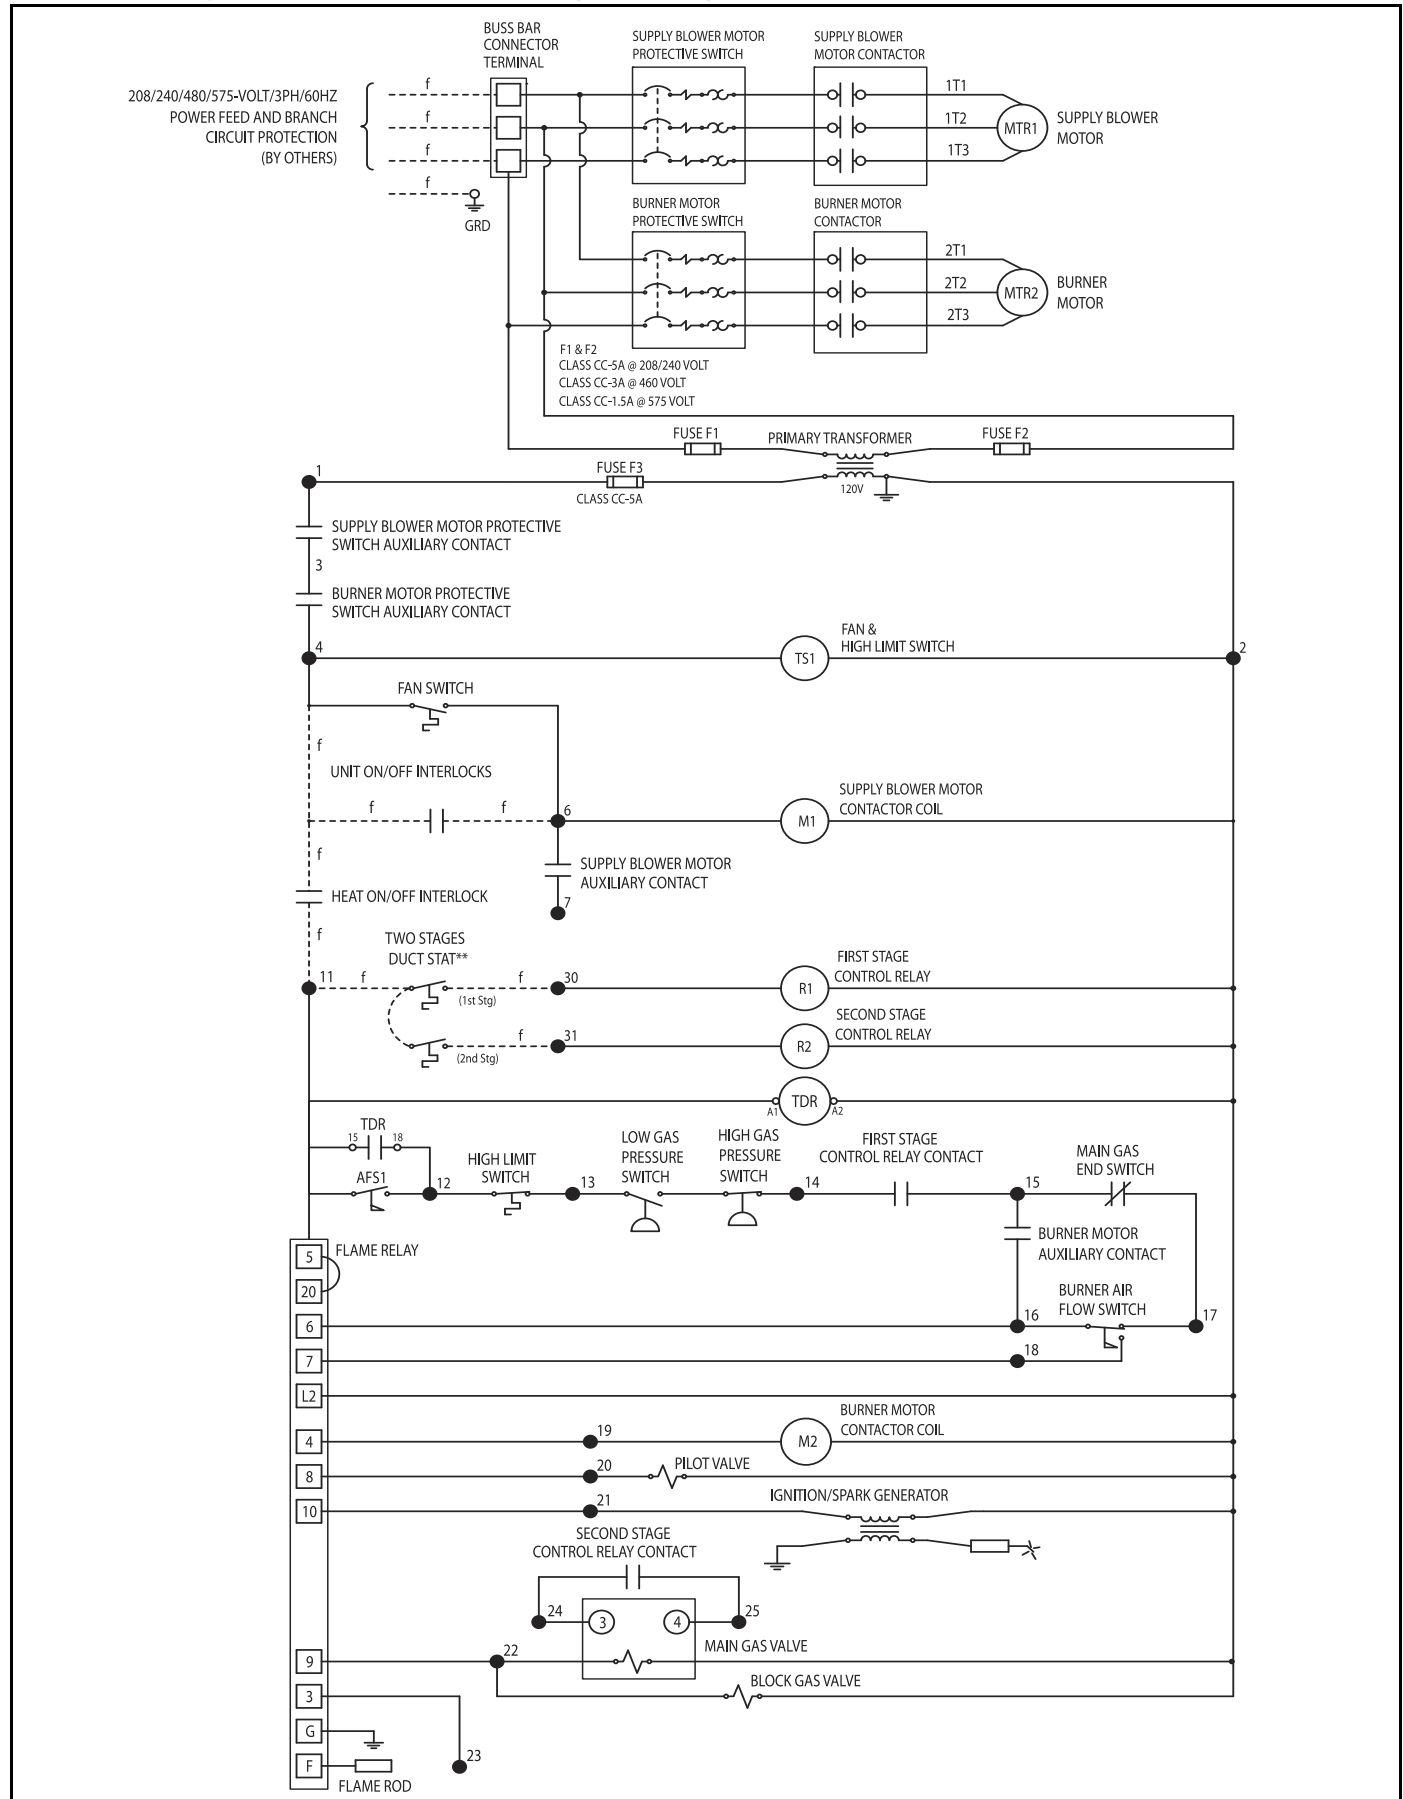 BUSS BAR
CONNECTOR
TERMINAL
SUPPLY BLOWER MOTOR
PROTECTIVE SWITCH
SUPPLY BLOWER
MOTOR CONTACTOR
208/240/480/575-VOLT/3PH/60HZ
POWER FEED AND BRANCH
CIRCUIT PROTECTION
(BY OTHERS)
f
f
f
f
GRD
1T1
1T2
1T3
MTR1
SUPPLY BLOWER
MOTOR
BURNER MOTOR
PROTECTIVE SWITCH
BURNER MOTOR
CONTACTOR
2T1
2T2
2T3
MTR2
BURNER
MOTOR
F1 & F2
CLASS CC-5A @ 208/240 VOLT
CLASS CC-3A @ 460 VOLT
CLASS CC-1.5A @ 575 VOLT
FUSE F1
PRIMARY TRANSFORMER
FUSE F2
1
FUSE F3
CLASS CC-5A
120V
SUPPLY BLOWER MOTOR PROTECTIVE
SWITCH AUXILIARY CONTACT
3
BURNER MOTOR PROTECTIVE
SWITCH AUXILIARY CONTACT
4
TS1
FAN &
HIGH LIMIT SWITCH
2
FAN SWITCH
f
UNIT ON/OFF INTERLOCKS
f
f
6
M1
SUPPLY BLOWER MOTOR
CONTACTOR COIL
f
SUPPLY BLOWER MOTOR
AUXILIARY CONTACT
7
HEAT ON/OFF INTERLOCK
f
TWO STAGES
DUCT STAT**
11
f
(1st Stg)
f
30
R1
FIRST STAGE
CONTROL RELAY
(2nd Stg)
f
31
R2
SECOND STAGE
CONTROL RELAY
A1
TDR
A2
TDR
15
18
AFS1
12
HIGH LIMIT
SWITCH
13
LOW GAS
PRESSURE
SWITCH
HIGH GAS
PRESSURE
SWITCH
14
FIRST STAGE
CONTROL RELAY CONTACT
15
MAIN GAS
END SWITCH
BURNER MOTOR
AUXILIARY CONTACT
5
FLAME RELAY
20
6
16
BURNER AIR
FLOW SWITCH
17
7
18
L2
4
19
M2
BURNER MOTOR
CONTACTOR COIL
8
20
PILOT VALVE
10
21
IGNITION/SPARK GENERATOR
SECOND STAGE
CONTROL RELAY CONTACT
24
3
4
25
MAIN GAS VALVE
9
22
BLOCK GAS VALVE
3
G
23
F
FLAME ROD